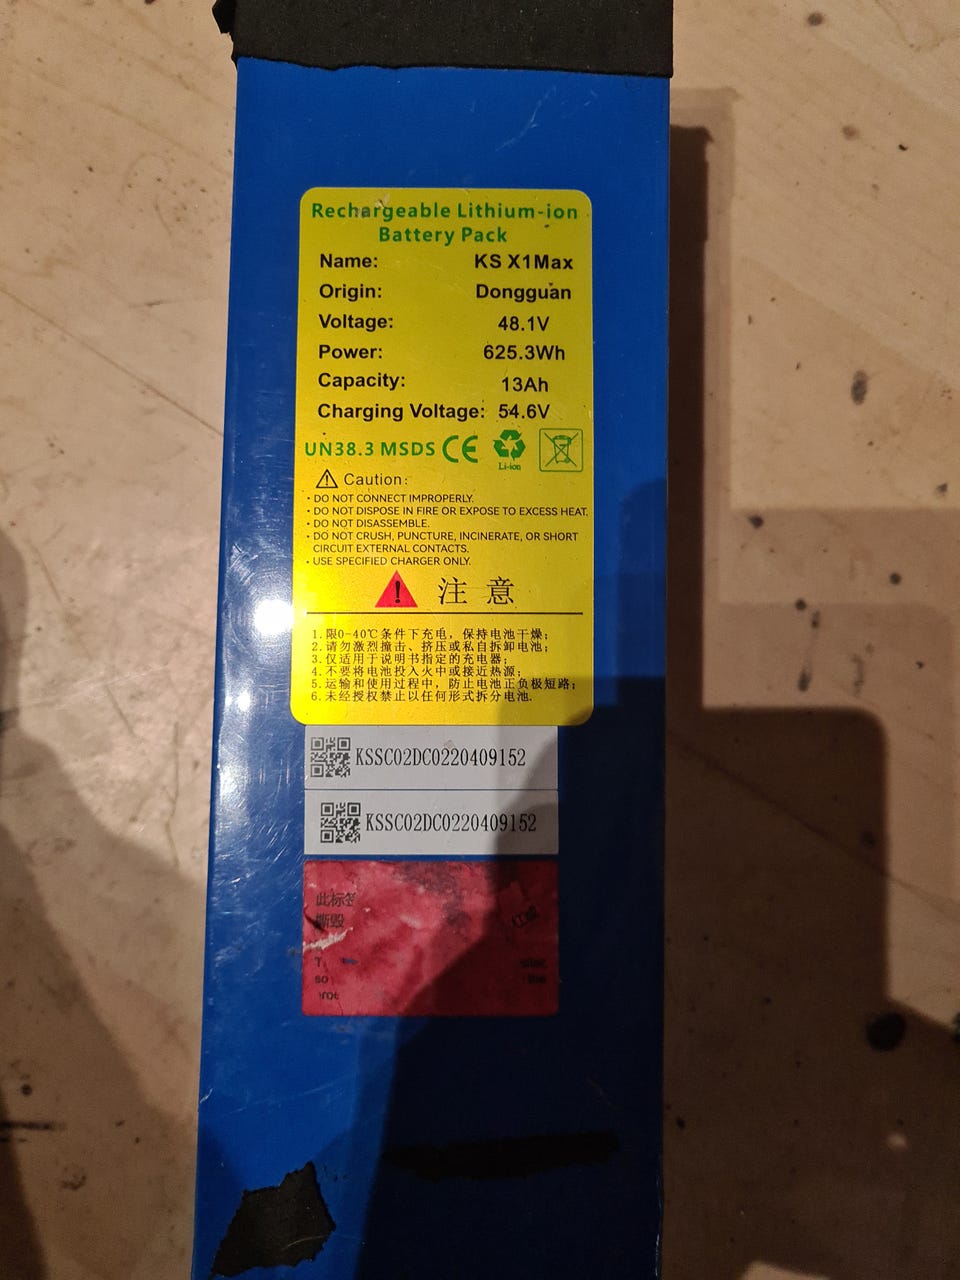 Rechargeable Lithium-ion
Battery Pack
Name: KS X1Max
Origin: Dongguan
Voltage: 48.1V
Power: 625.3Wh
Capacity: 13Ah
Charging Voltage: 54.6V
UN38.3 MSDS CE Li-ion
Caution:
• DO NOT CONNECT IMPROPERLY.
• DO NOT DISPOSE IN FIRE OR EXPOSE TO EXCESS HEAT.
• DO NOT DISASSEMBLE.
• DO NOT CRUSH, PUNCTURE, INCINERATE, OR SHORT
CIRCUIT EXTERNAL CONTACTS.
• USE SPECIFIED CHARGER ONLY.
! 注意
1.限0-40℃条件下充电，保持电池干燥；
2.请勿激烈撞击、挤压或私自拆卸电池；
3.仅适用于说明书指定的充电器；
4.不要将电池投入火中或接近热源；
5.运输和使用过程中，防止电池正负极短路；
6.未经授权禁止以任何形式拆分电池.
KSSC02DC0220409152
KSSC02DC0220409152
此标签
撕毁
so the